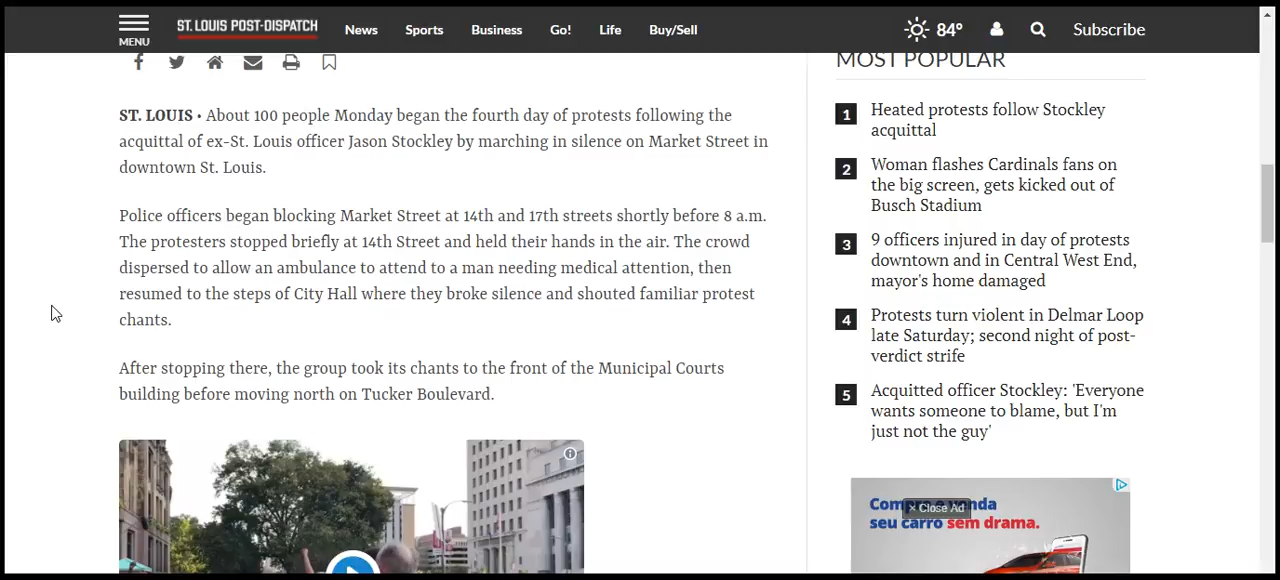 MENU
ST. LOUIS POST-DISPATCH
News Sports Business Go! Life Buy/Sell
84°
Subscribe
ST. LOUIS • About 100 people Monday began the fourth day of protests following the
acquittal of ex-St. Louis officer Jason Stockley by marching in silence on Market Street in
downtown St. Louis.
Police officers began blocking Market Street at 14th and 17th streets shortly before 8 a.m.
The protesters stopped briefly at 14th Street and held their hands in the air. The crowd
dispersed to allow an ambulance to attend to a man needing medical attention, then
resumed to the steps of City Hall where they broke silence and shouted familiar protest
chants.
After stopping there, the group took its chants to the front of the Municipal Courts
building before moving north on Tucker Boulevard.
MOST POPULAR
1 Heated protests follow Stockley
acquittal
2 Woman flashes Cardinals fans on
the big screen, gets kicked out of
Busch Stadium
3 9 officers injured in day of protests
downtown and in Central West End,
mayor's home damaged
4 Protests turn violent in Delmar Loop
late Saturday; second night of post-
verdict strife
5 Acquitted officer Stockley: 'Everyone
wants someone to blame, but I'm
just not the guy'
× Close Ad
seu carro sem drama.